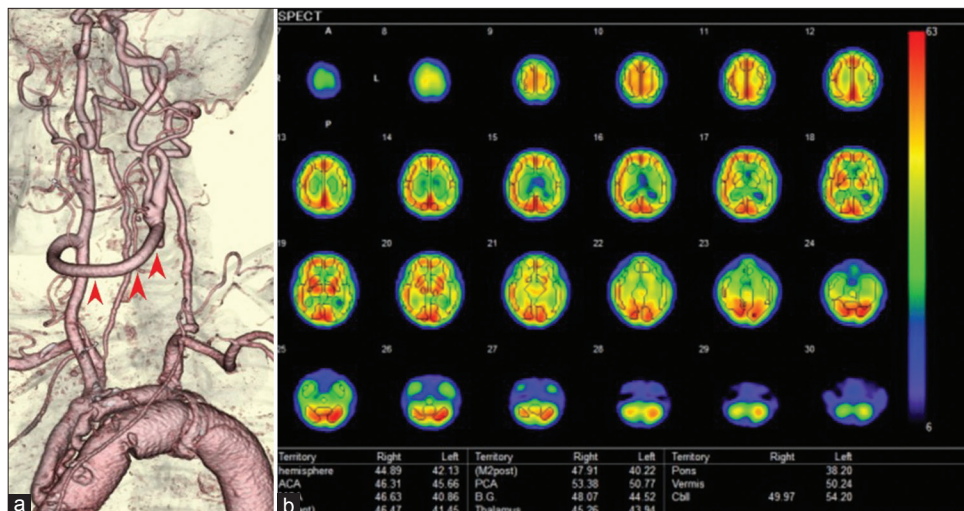 SPECT
7 A 8 9 10 11 12
63
R L
P
13 14 15 16 17 18
19 20 21 22 23 24
25 26 27 28 29 30
6
Territory Right Left Territory Right Left Territory Right Left
hemisphere 44.89 42.13 (M2post) 47.91 40.22 Pons 38.20
ACA 46.31 45.66 PCA 53.38 50.77 Vermis 50.24
46.63 40.86 B.G. 48.07 44.52 Cbll 49.97 54.20
46.47 41.45 Thalamus 45.26 43.94
a b